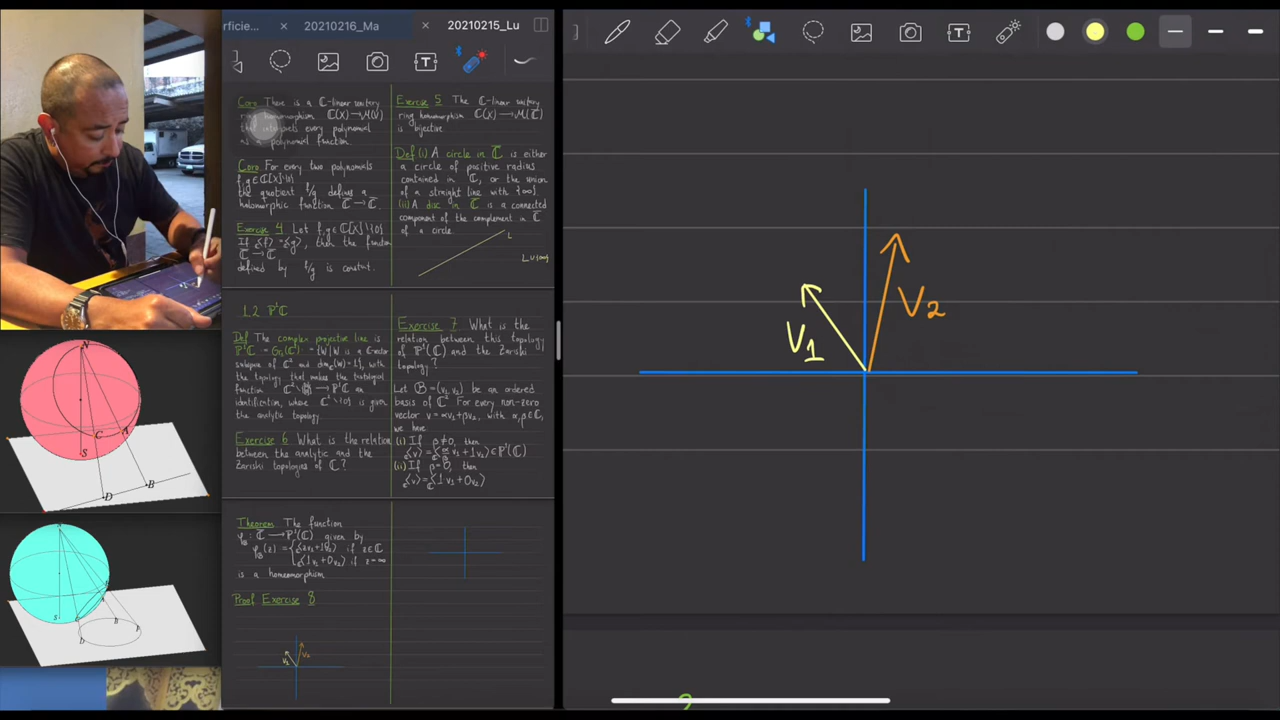 rficie...
20210216_Ma
20210215_Lu
Coro There is a ℂ-linear unitary
ring homomorphism ℂ(X)→M(ℂ̄)
that interprets every polynomial
as a polynomial function.
Coro For every two polynomials
f,g∈ℂ[X]\{0}
the quotient f/g defines a
holomorphic function ℂ̄→ℂ̄.
Exercise 4 Let f,g∈ℂ[X]\{0}
If <f> = <g>, then the function
ℂ̄→ℂ̄
defined by f/g is constant.
Exercise 5 The ℂ-linear unitary
ring homomorphism ℂ(X)→M(ℂ̄)
is bijective
Def (i) A circle in ℂ̄ is either
a circle of positive radius
contained in ℂ, or the union
of a straight line with {∞}
(ii) A disc in ℂ̄ is a connected
component of the complement in ℂ̄
of a circle.
L
L∪{∞}
1.2 P¹ℂ
Def The complex projective line is
P¹ℂ = G₁(ℂ²) = {W | W is a ℂ-vector
subspace of ℂ² and dim_ℂ(W)=1}, with
the topology that makes the tautological
function ℂ²\{0}→P¹ℂ an
identification, where ℂ²\{0} is given
the analytic topology.
Exercise 6 What is the relation
between the analytic and the
Zariski topologies of ℂ²?
Exercise 7 What is the
relation between this topology
of P¹(ℂ) and the Zariski
topology?
Let B=(v₁,v₂) be an ordered
basis of ℂ². For every non-zero
vector v=αv₁+βv₂, with α,β∈ℂ,
we have
(i) If β≠0, then
<v>=<α/β v₁+1v₂>∈P¹(ℂ)
(ii) If β=0, then
<v>=<1v₁+0v₂>
Theorem The function
φ_B: ℂ̄→P¹(ℂ) given by
φ_B(z)={<zv₁+1v₂> if z∈ℂ
<1v₁+0v₂> if z=∞
is a homeomorphism
Proof Exercise 8
V₁
V₂
V₁
V₂
N
C
A
S
D
B
N
S